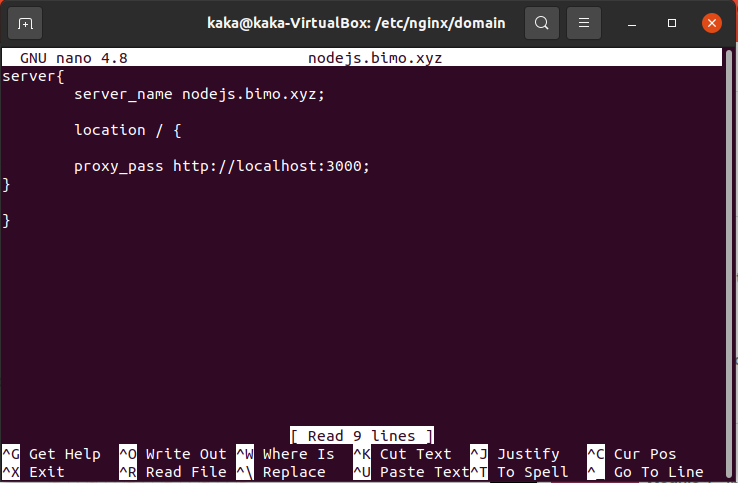 kaka@kaka-VirtualBox: /etc/nginx/domain
GNU nano 4.8 nodejs.bimo.xyz
server{
server_name nodejs.bimo.xyz;
location / {
proxy_pass http://localhost:3000;
}
}
[ Read 9 lines ]
^G Get Help ^O Write Out ^W Where Is ^K Cut Text ^J Justify ^C Cur Pos
^X Exit ^R Read File ^\ Replace ^U Paste Text ^T To Spell ^_ Go To Line